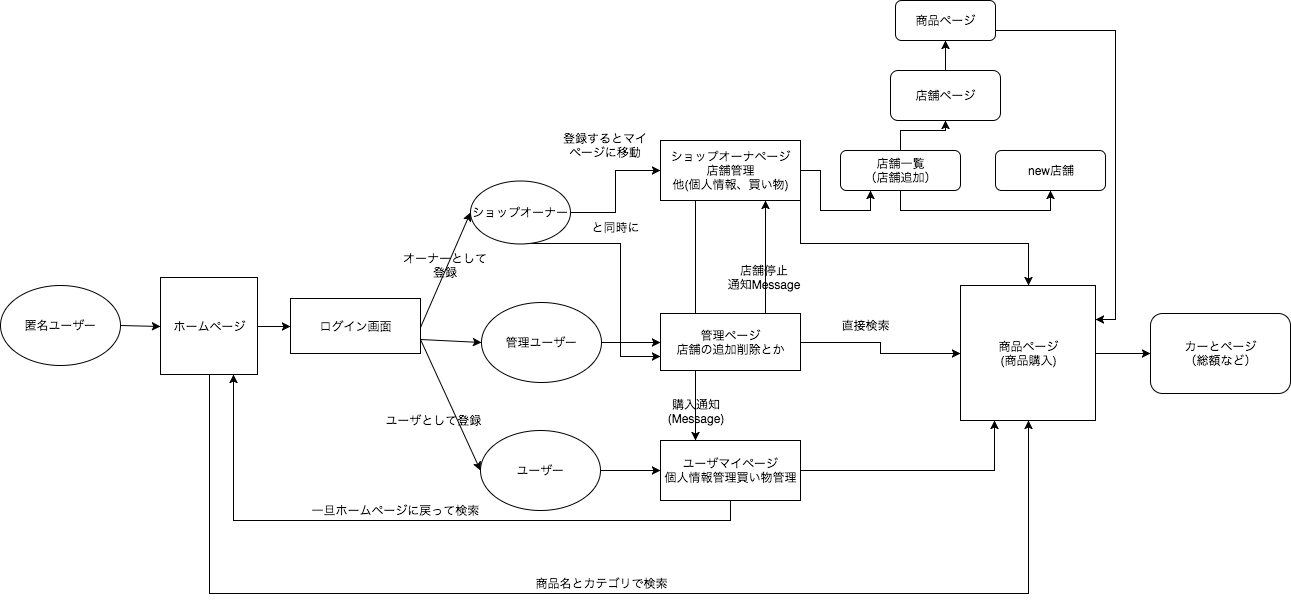 商品ページ
店舗ページ
登録するとマイ
ページに移動
ショップオーナページ
店舗管理
他(個人情報、買い物)
店舗一覧
（店舗追加）
new店舗
ショップオーナー
と同時に
オーナーとして
登録
店舗停止
通知Message
匿名ユーザー
ホームページ
ログイン画面
管理ユーザー
管理ページ
店舗の追加削除とか
直接検索
商品ページ
(商品購入)
カーとページ
（総額など）
購入通知
(Message)
ユーザとして登録
ユーザー
ユーザマイページ
個人情報管理買い物管理
一旦ホームページに戻って検索
商品名とカテゴリで検索